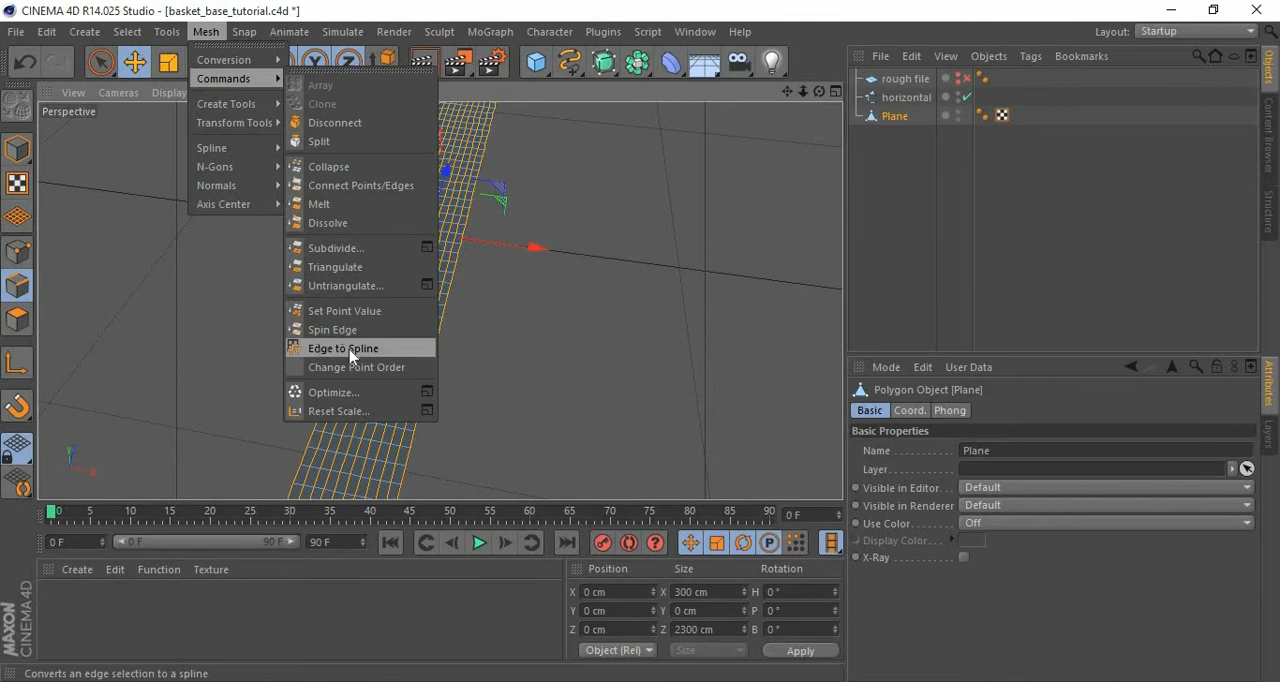 CINEMA 4D R14.025 Studio - [basket_base_tutorial.c4d *]
File Edit Create Select Tools Mesh Snap Animate Simulate Render Sculpt MoGraph Character Plugins Script Window Help Layout: Startup
File Edit View Objects Tags Bookmarks
rough file
horizontal
Plane
View Cameras Display
Perspective
Conversion
Commands
Create Tools
Transform Tools
Spline
N-Gons
Normals
Axis Center
Array
Clone
Disconnect
Split
Collapse
Connect Points/Edges
Melt
Dissolve
Subdivide...
Triangulate
Untriangulate...
Set Point Value
Spin Edge
Edge to Spline
Change Point Order
Optimize...
Reset Scale...
Y
X
Objects
Content Browser
Structure
Attributes
Layers
Mode Edit User Data
Polygon Object [Plane]
Basic Coord. Phong
Basic Properties
Name Plane
Layer
Visible in Editor Default
Visible in Renderer Default
Use Color Off
Display Color
X-Ray
0 5 10 15 20 25 30 35 40 45 50 55 60 65 70 75 80 85 90 0 F
0 F 0 F 90 F 90 F
Create Edit Function Texture
Position Size Rotation
X 0 cm X 300 cm H 0 °
Y 0 cm Y 0 cm P 0 °
Z 0 cm Z 2300 cm B 0 °
Object (Rel) Size Apply
MAXON CINEMA 4D
Converts an edge selection to a spline